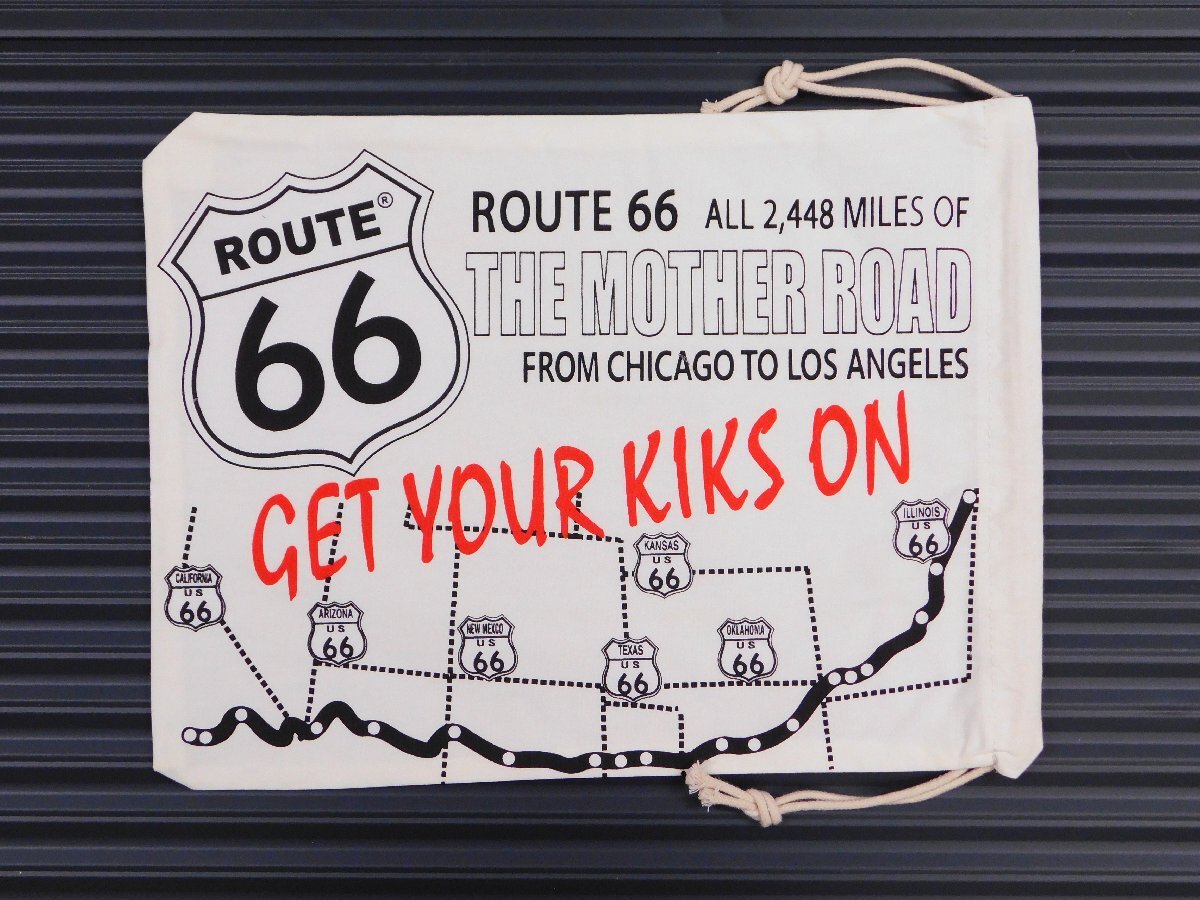 ROUTE®
66
ROUTE 66 ALL 2,448 MILES OF
THE MOTHER ROAD
FROM CHICAGO TO LOS ANGELES
GET YOUR KIKS ON
ILLINOIS
US
66
KANSAS
US
66
CALIFORNIA
US
66
ARIZONA
US
66
NEW MEXICO
US
66
TEXAS
US
66
OKLAHOMA
US
66